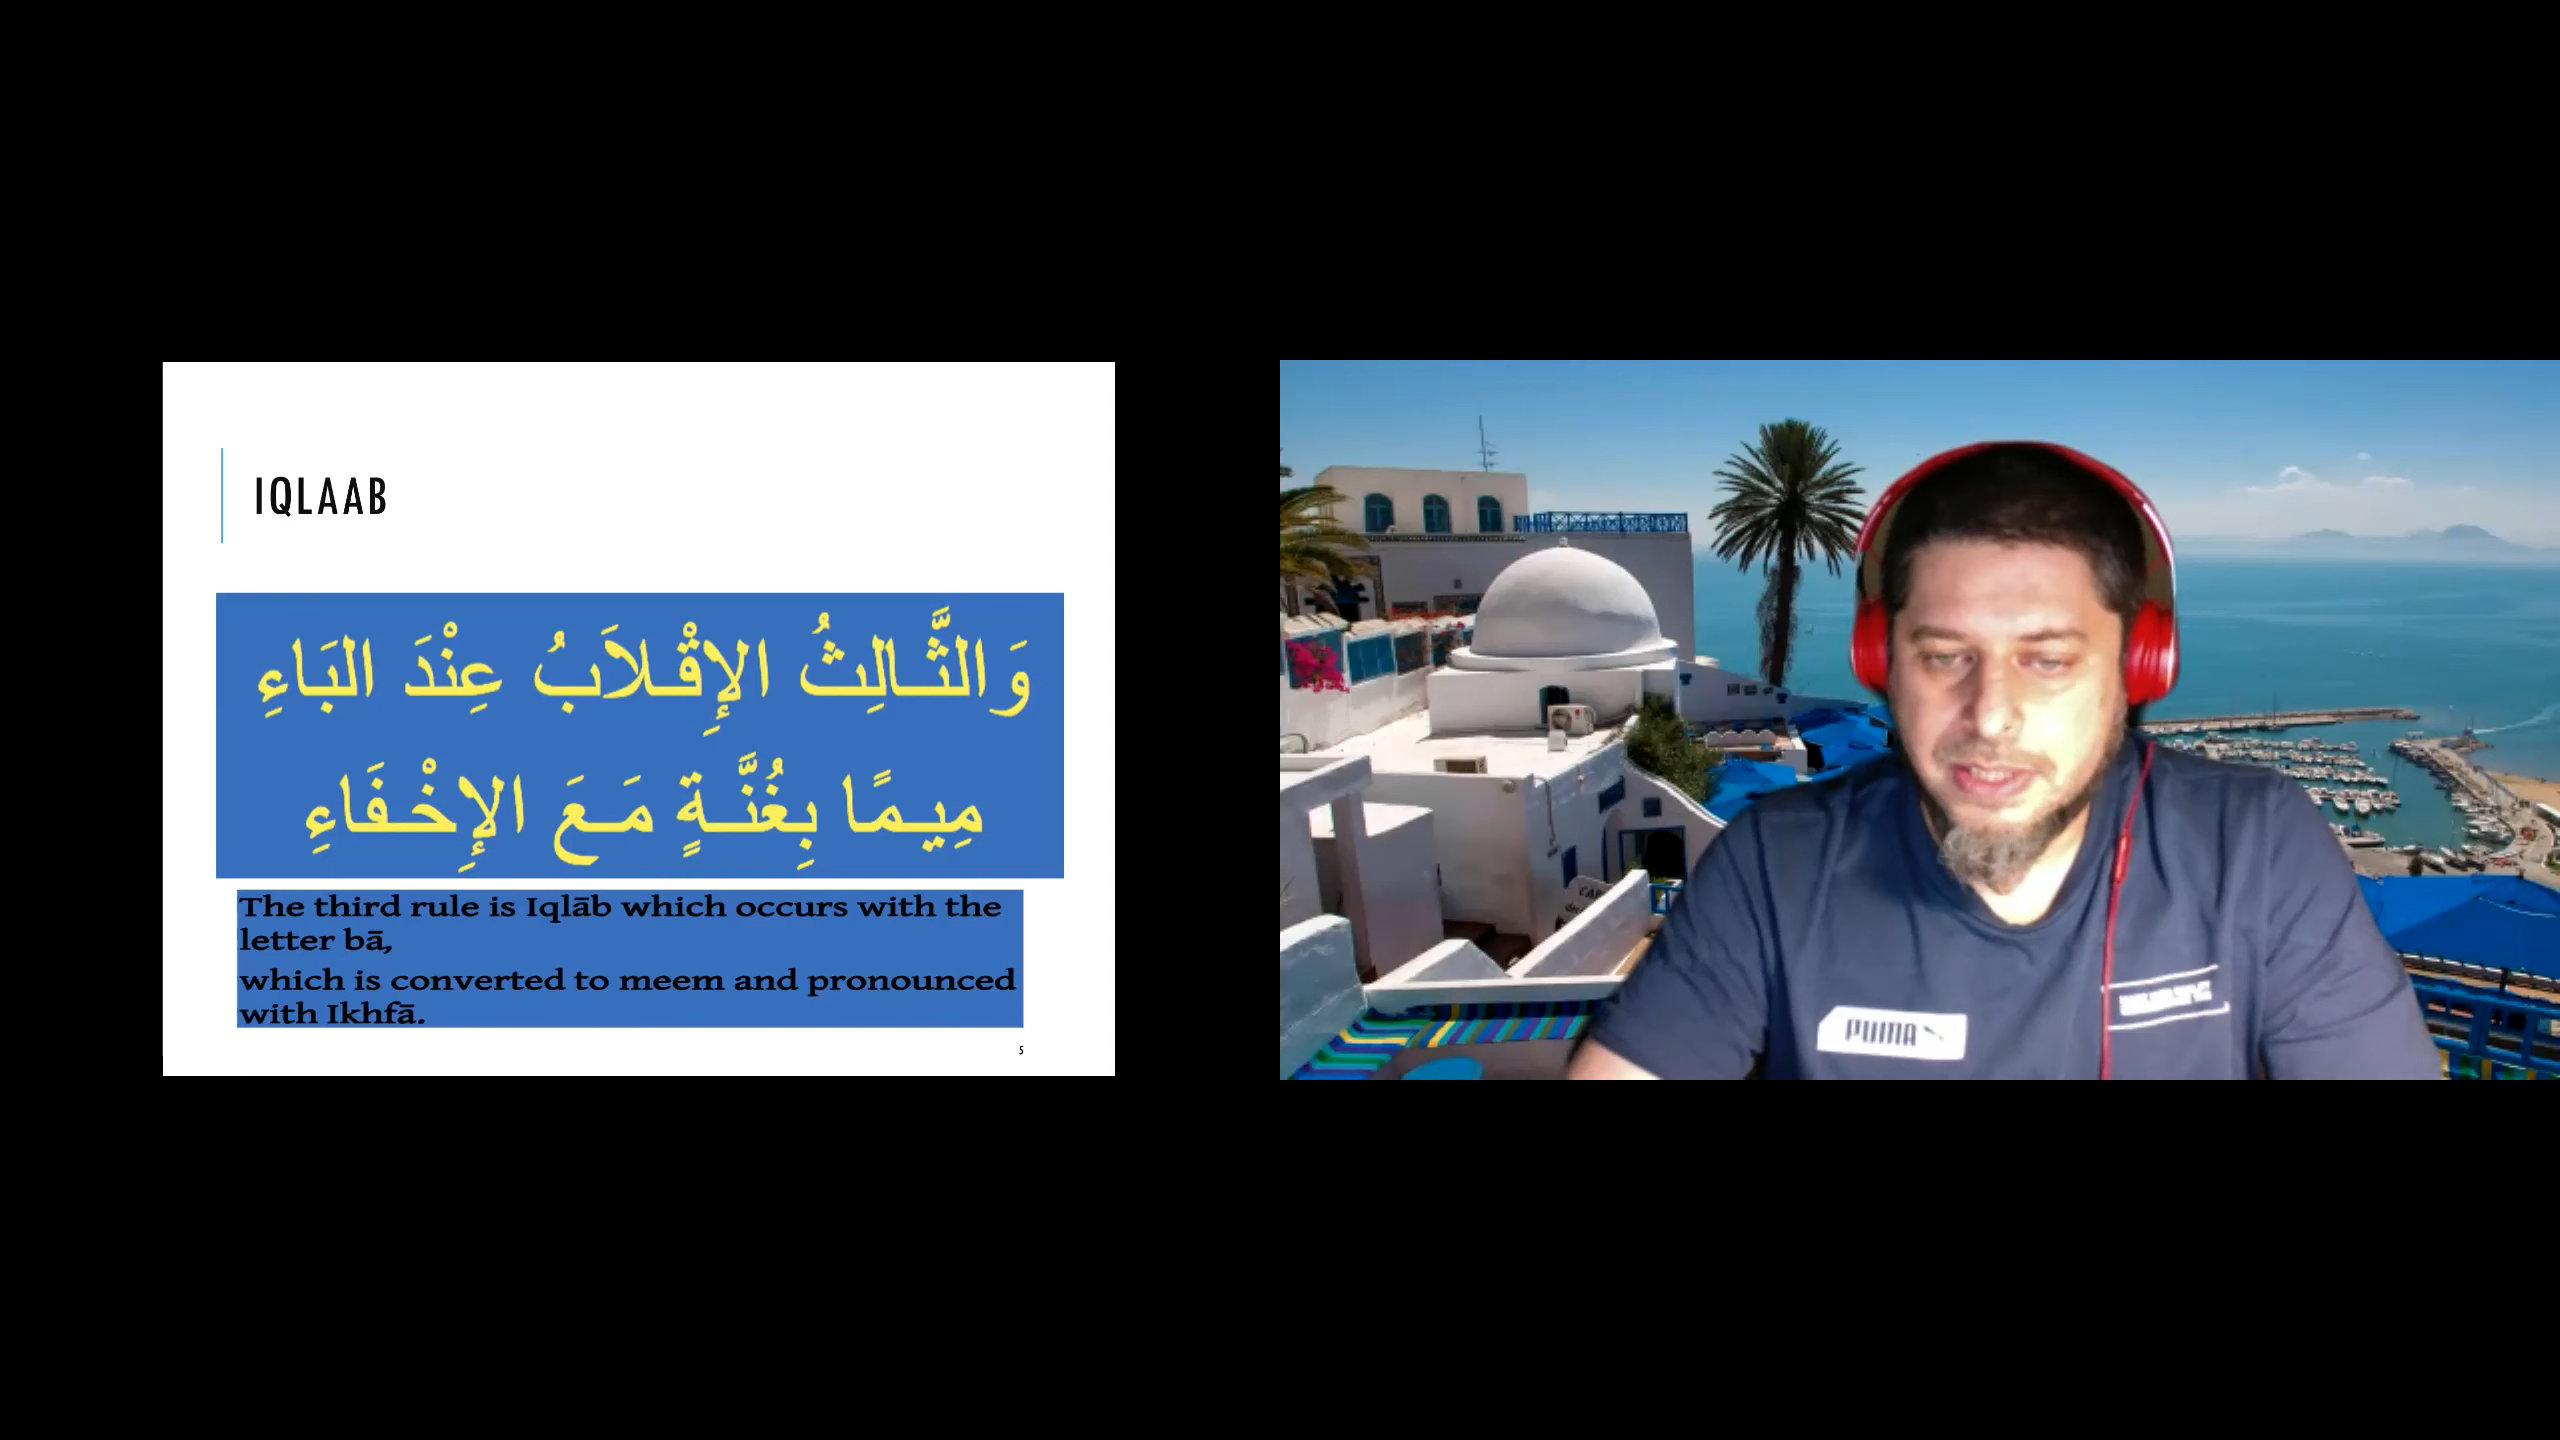 IQLAAB
وَالثَّـالِثُ الإِقْـلاَبُ عِنْدَ البَاءِ
مِيـمًا بِغُنَّـةٍ مَـعَ الإِخْـفَاءِ
The third rule is Iqlāb which occurs with the
letter bā,
which is converted to meem and pronounced
with Ikhfā.
5
PUMA